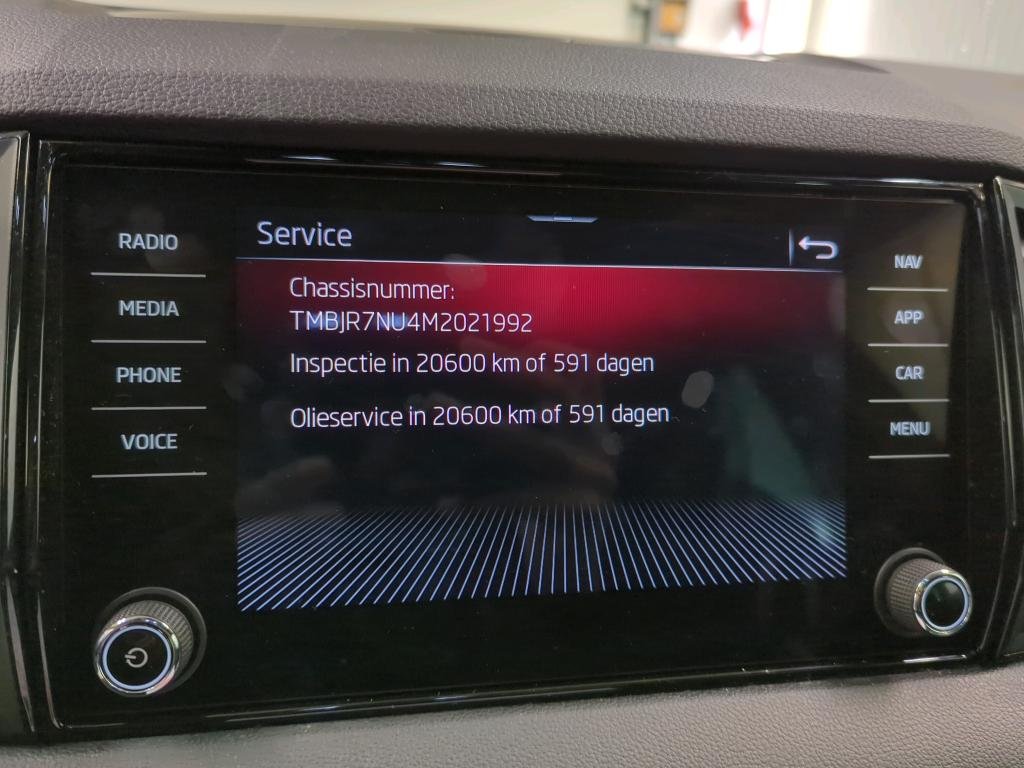 Service
Chassisnummer:
TMBJR7NU4M2021992
Inspectie in 20600 km of 591 dagen
Olieservice in 20600 km of 591 dagen
RADIO
MEDIA
PHONE
VOICE
NAV
APP
CAR
MENU